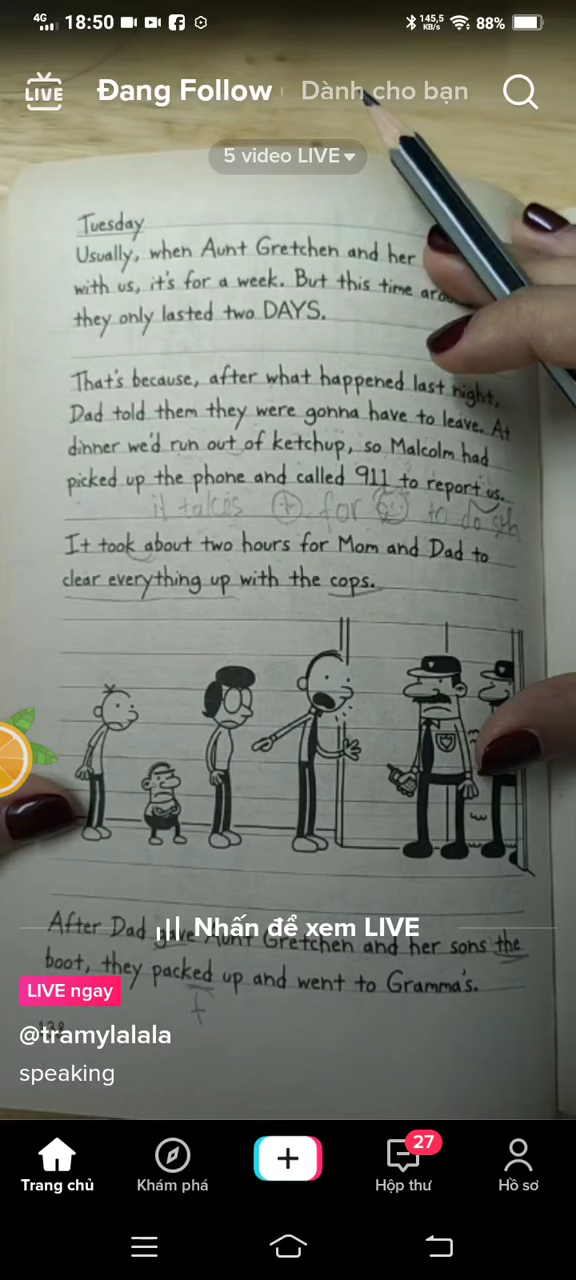 4G 18:50 145,5 KB/s 88%
LIVE Đang Follow Dành cho bạn
5 video LIVE
Tuesday
Usually, when Aunt Gretchen and her
with us, it's for a week. But this time
they only lasted two DAYS.
That's because, after what happened last night,
Dad told them they were gonna have to leave. At
dinner we'd run out of ketchup, so Malcolm had
picked up the phone and called 911 to report us.
it takes for to do sth
It took about two hours for Mom and Dad to
clear everything up with the cops.
After Dad gave Aunt Gretchen and her sons the
Nhấn để xem LIVE
boot, they packed up and went to Gramma's.
t
LIVE ngay
138
@tramylalala
speaking
27
Trang chủ Khám phá Hộp thư Hồ sơ